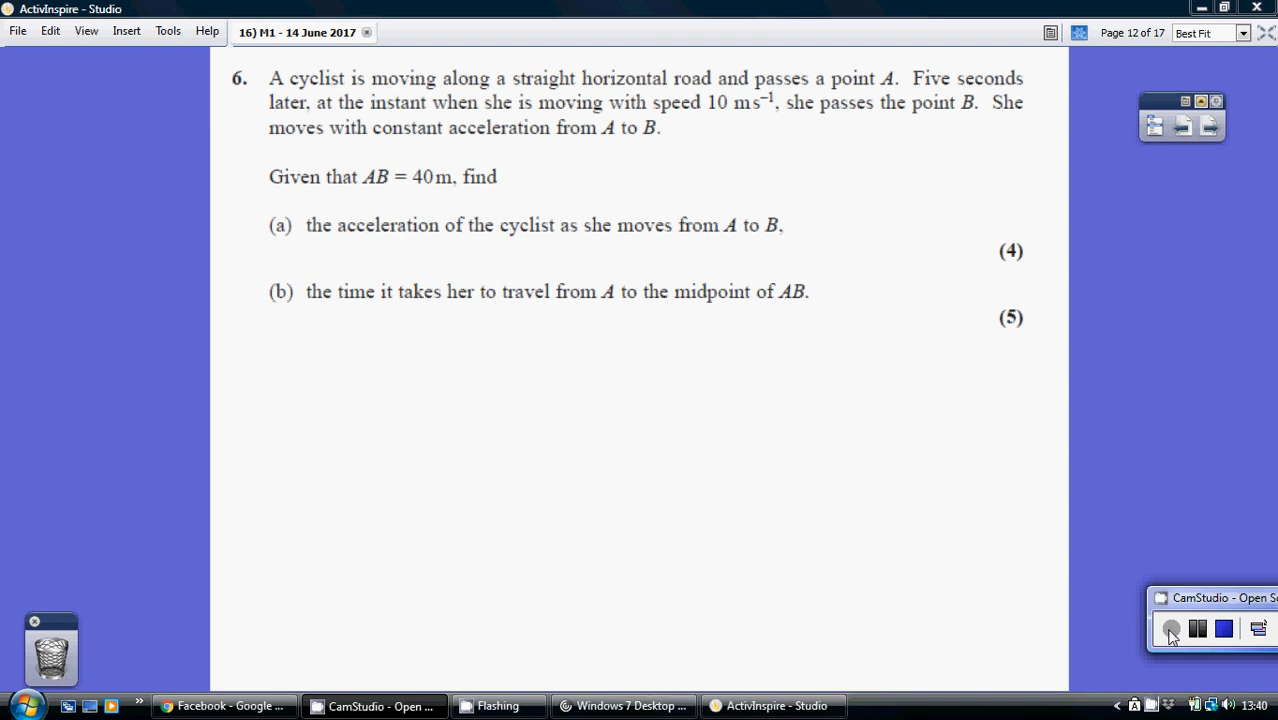 ActivInspire - Studio
File Edit View Insert Tools Help
16) M1 - 14 June 2017
Page 12 of 17
Best Fit
6. A cyclist is moving along a straight horizontal road and passes a point A. Five seconds
later, at the instant when she is moving with speed 10 ms⁻¹, she passes the point B. She
moves with constant acceleration from A to B.
Given that AB = 40 m, find
(a) the acceleration of the cyclist as she moves from A to B,
(4)
(b) the time it takes her to travel from A to the midpoint of AB.
(5)
CamStudio - Open S
Facebook - Google ...
CamStudio - Open ...
Flashing
Windows 7 Desktop ...
ActivInspire - Studio
A
13:40